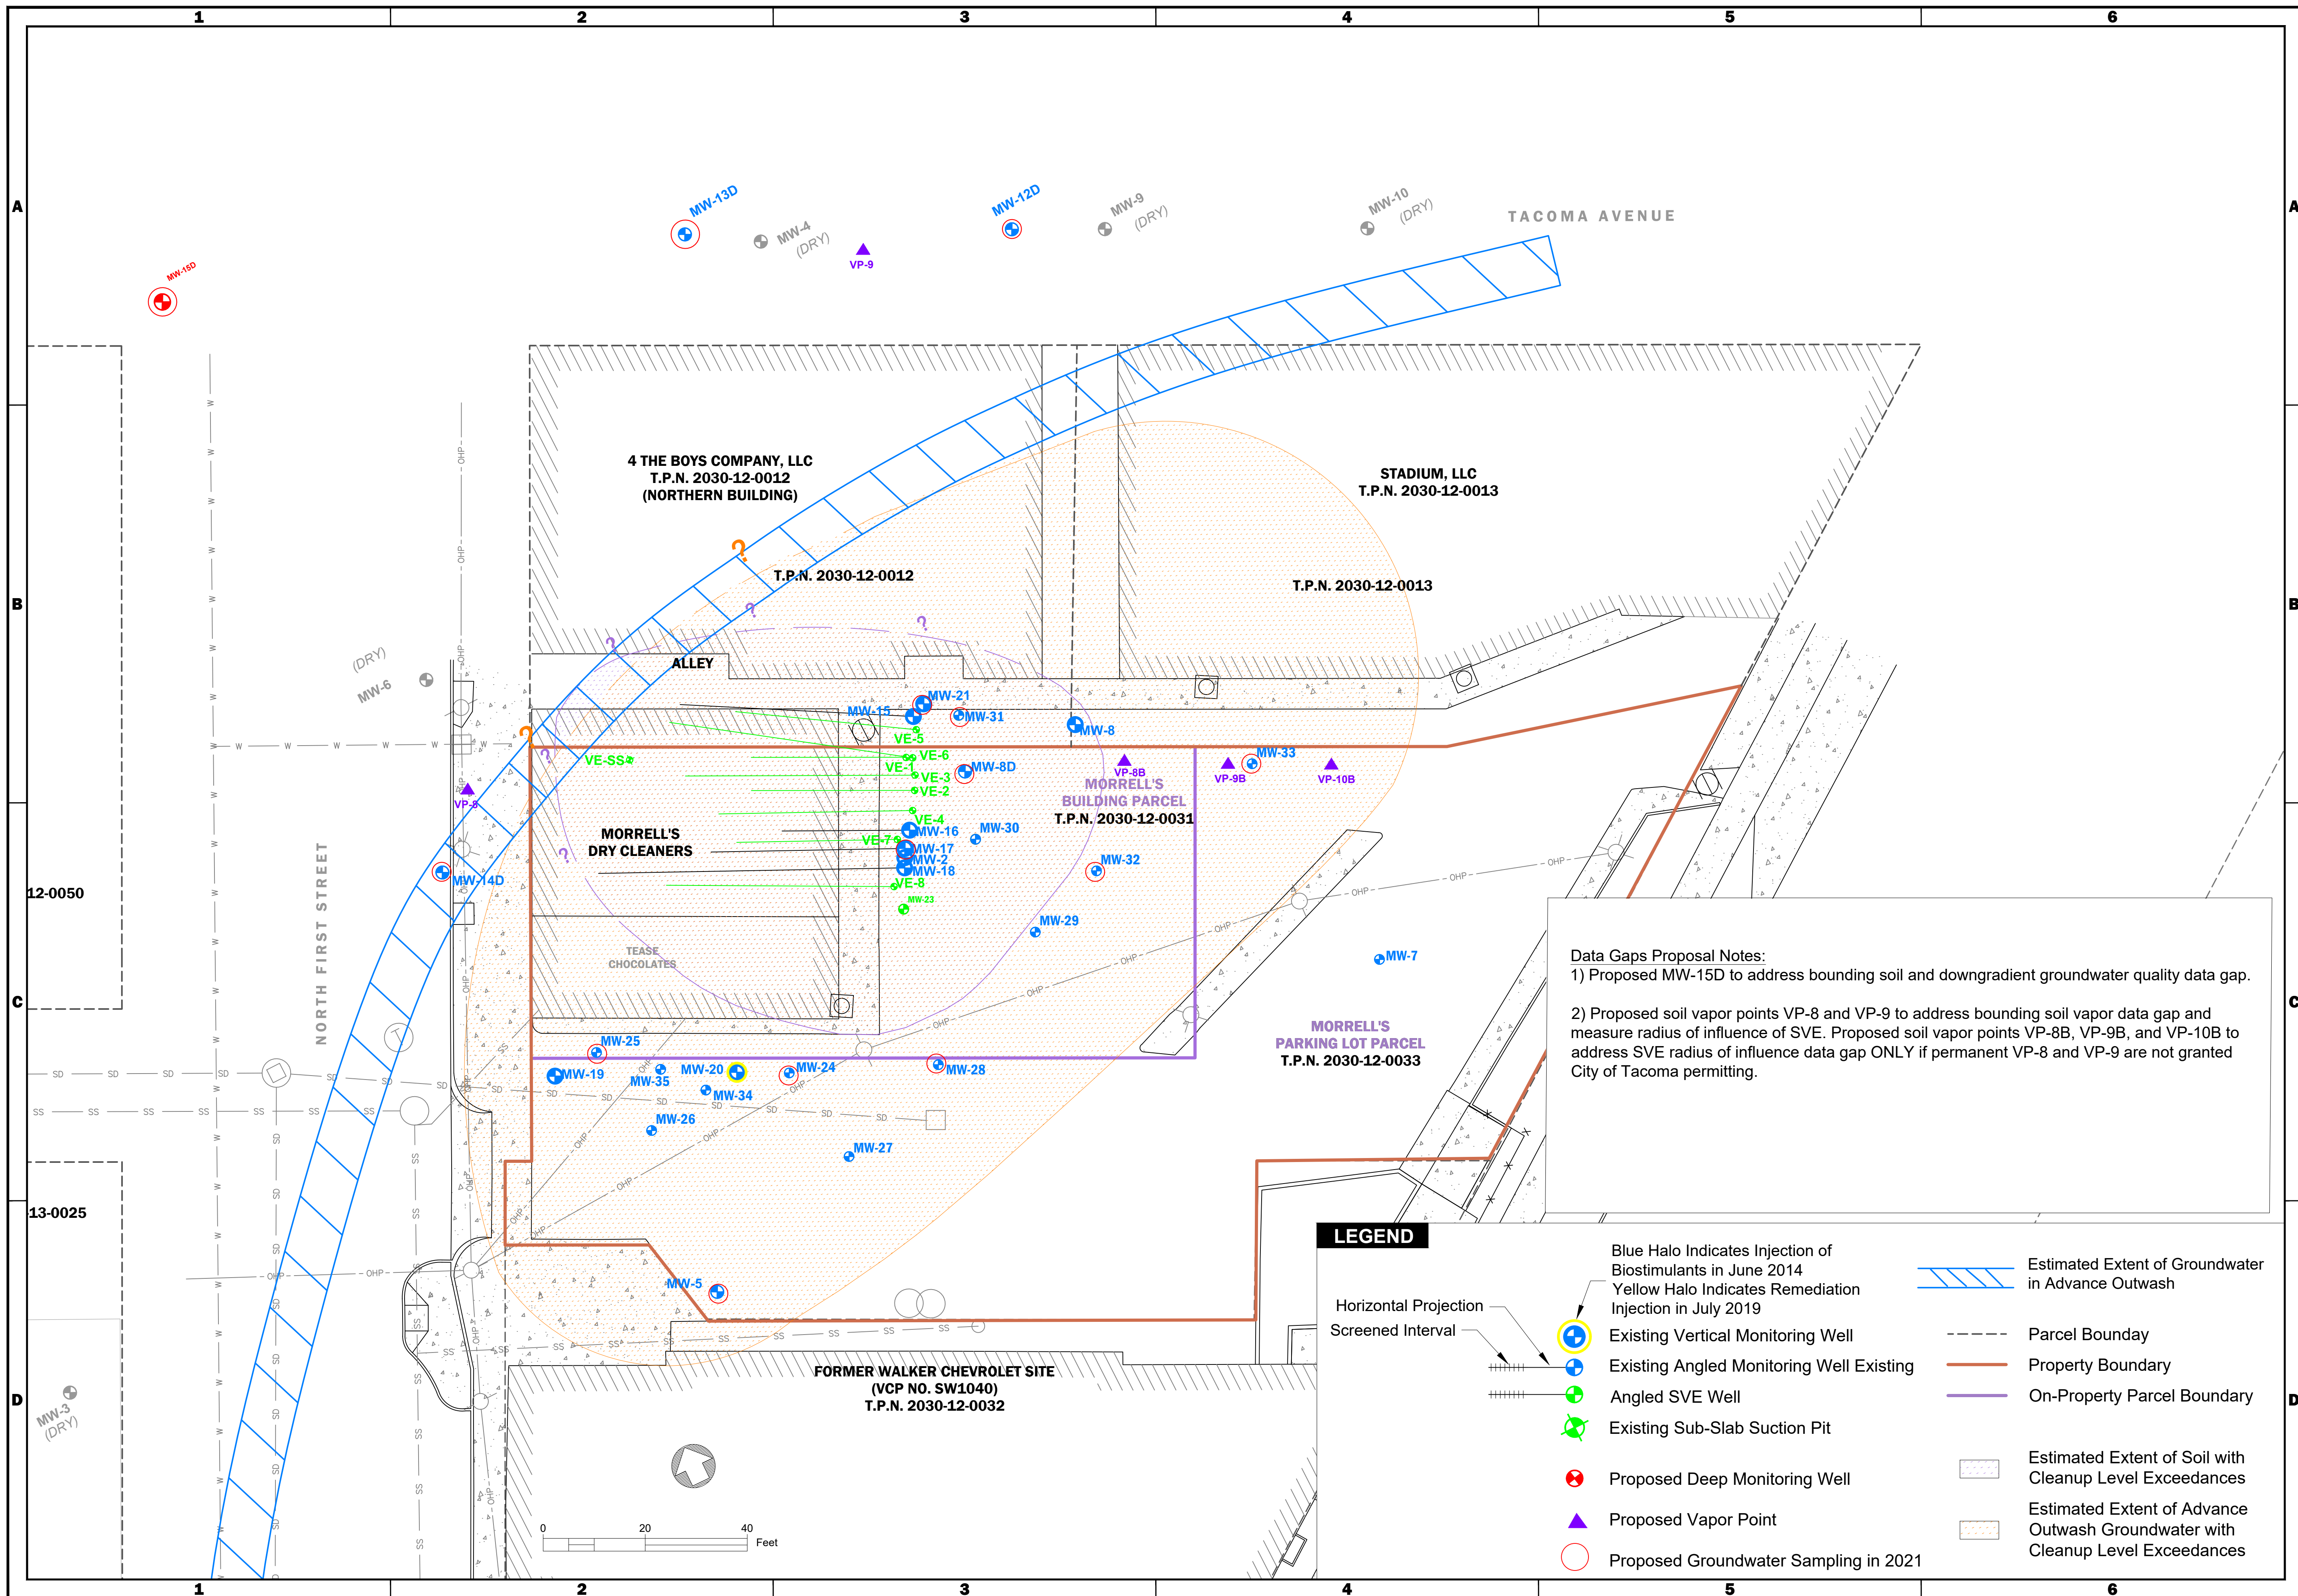 1 2 3 4 5 6
A
A
MW-13D
MW-12D
MW-4
(DRY)
MW-9
(DRY)
MW-10
(DRY)
TACOMA AVENUE
VP-9
MW-15D
4 THE BOYS COMPANY, LLC
T.P.N. 2030-12-0012
(NORTHERN BUILDING)
STADIUM, LLC
T.P.N. 2030-12-0013
?
T.P.N. 2030-12-0012
T.P.N. 2030-12-0013
B
B
?
?
?
ALLEY
(DRY)
MW-6
MW-21
MW-15
MW-31
MW-8
VE-5
?
?
VE-SS4
VE-6
VE-1
MW-8D
VE-3
VE-2
VP-8B
VP-9B
MW-33
VP-10B
MORRELL'S
BUILDING PARCEL
T.P.N. 2030-12-0031
VP-8
VE-4
MW-16
MW-30
VE-7
MW-17
MW-2
MW-18
VE-8
MW-23
MORRELL'S
DRY CLEANERS
?
MW-32
MW-14D
12-0050
NORTH FIRST STREET
MW-29
MW-7
TEASE
CHOCOLATES
C
C
Data Gaps Proposal Notes:
1) Proposed MW-15D to address bounding soil and downgradient groundwater quality data gap.
2) Proposed soil vapor points VP-8 and VP-9 to address bounding soil vapor data gap and
measure radius of influence of SVE. Proposed soil vapor points VP-8B, VP-9B, and VP-10B to
address SVE radius of influence data gap ONLY if permanent VP-8 and VP-9 are not granted
City of Tacoma permitting.
MORRELL'S
PARKING LOT PARCEL
T.P.N. 2030-12-0033
MW-25
MW-19
MW-35
MW-20
MW-24
MW-28
MW-34
MW-26
MW-27
13-0025
MW-5
FORMER WALKER CHEVROLET SITE
(VCP NO. SW1040)
T.P.N. 2030-12-0032
D
D
MW-3
(DRY)
0 20 40
Feet
LEGEND
Blue Halo Indicates Injection of
Biostimulants in June 2014
Yellow Halo Indicates Remediation
Injection in July 2019
Horizontal Projection
Screened Interval
Existing Vertical Monitoring Well
Existing Angled Monitoring Well Existing
Angled SVE Well
Existing Sub-Slab Suction Pit
Proposed Deep Monitoring Well
Proposed Vapor Point
Proposed Groundwater Sampling in 2021
Estimated Extent of Groundwater
in Advance Outwash
Parcel Bounday
Property Boundary
On-Property Parcel Boundary
Estimated Extent of Soil with
Cleanup Level Exceedances
Estimated Extent of Advance
Outwash Groundwater with
Cleanup Level Exceedances
1 2 3 4 5 6